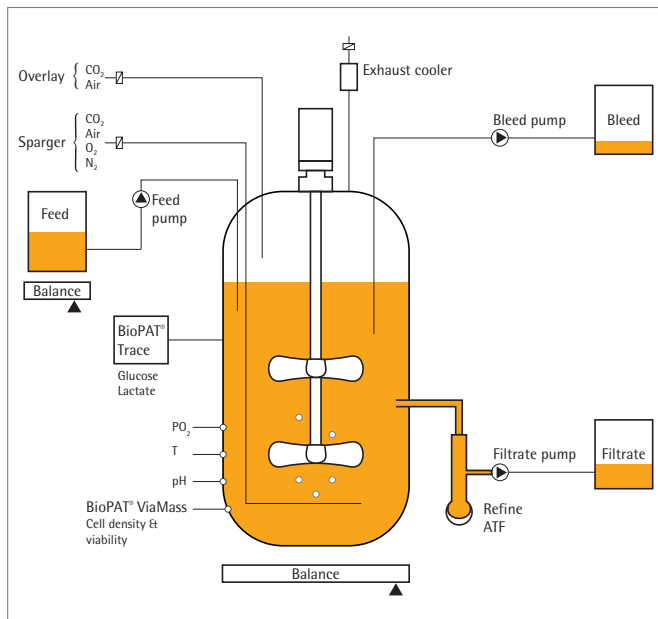 Overlay
CO₂
Air
Exhaust cooler
Sparger
CO₂
Air
O₂
N₂
Bleed pump
Bleed
Feed
Feed
pump
Balance
BioPAT®
Trace
Glucose
Lactate
PO₂
T
pH
BioPAT® ViaMass
Cell density &
viability
Filtrate pump
Filtrate
Refine
ATF
Balance